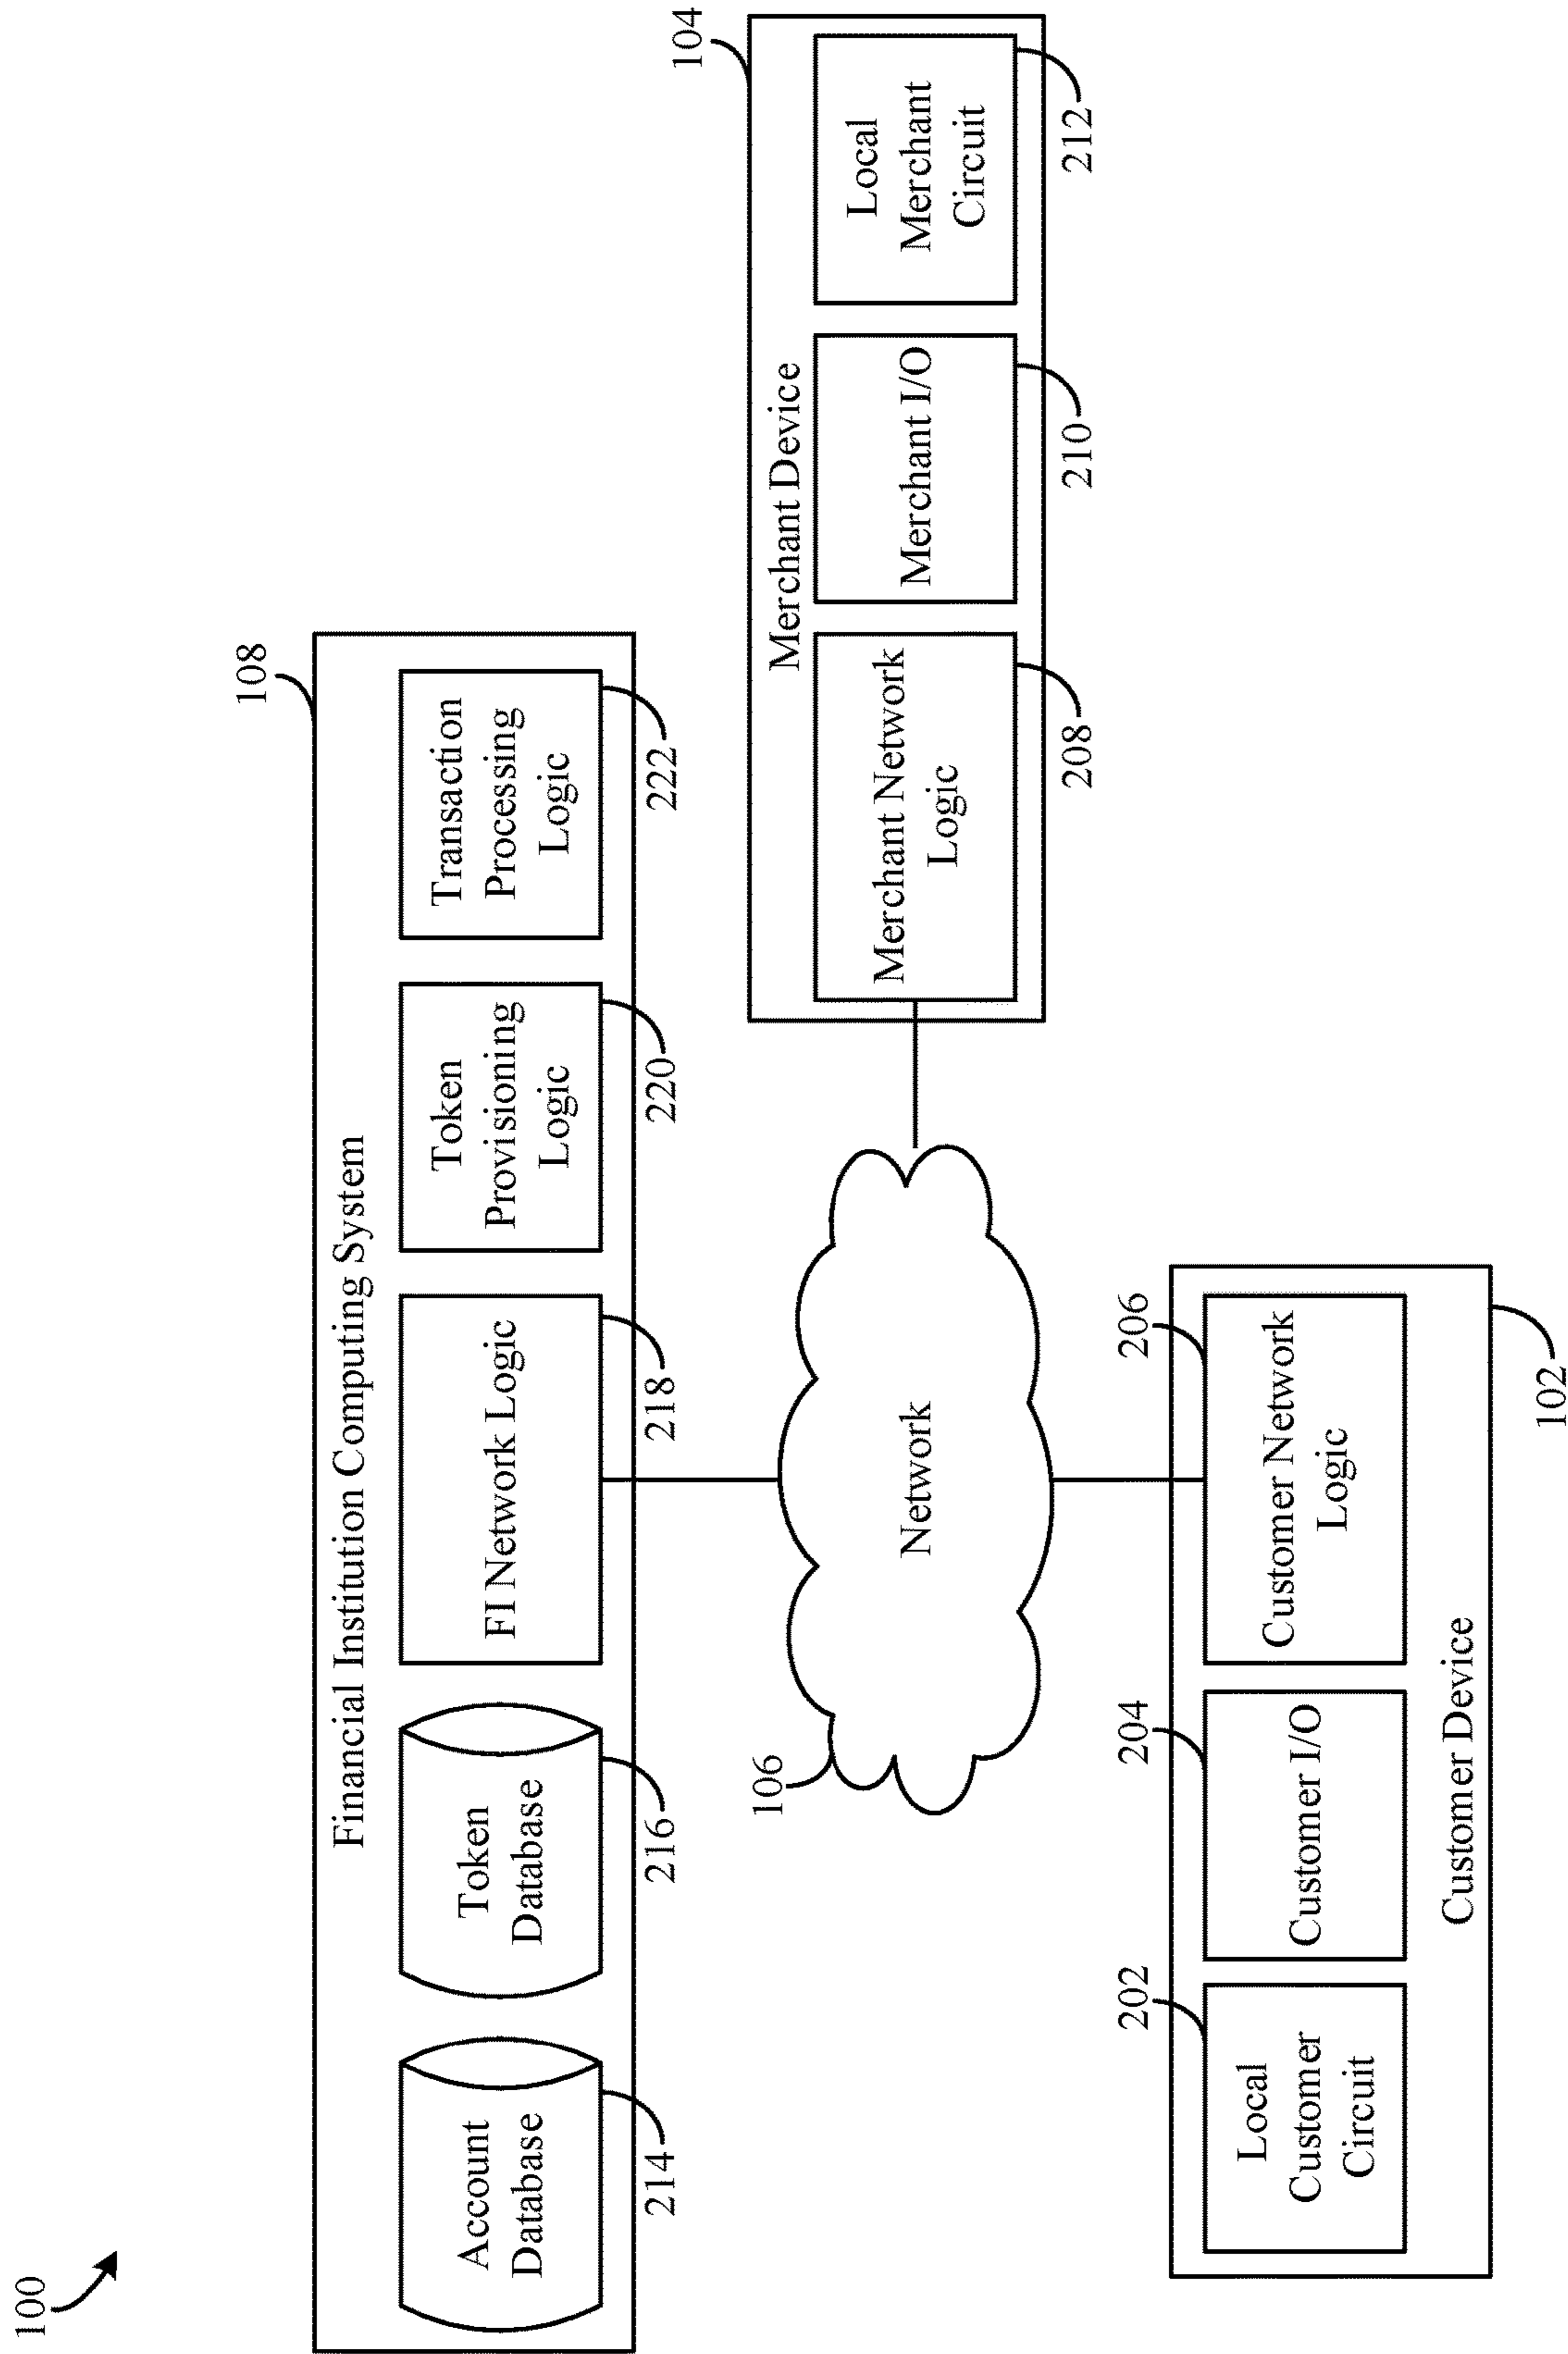 100
108
Financial Institution Computing System
Account
Database
214
Token
Database
216
FI Network Logic
218
Token
Provisioning
Logic
220
Transaction
Processing
Logic
222
106
Network
104
Merchant Device
Merchant Network
Logic
208
Merchant I/O
210
Local
Merchant
Circuit
212
202
Local
Customer
Circuit
204
Customer I/O
206
Customer Network
Logic
Customer Device
102